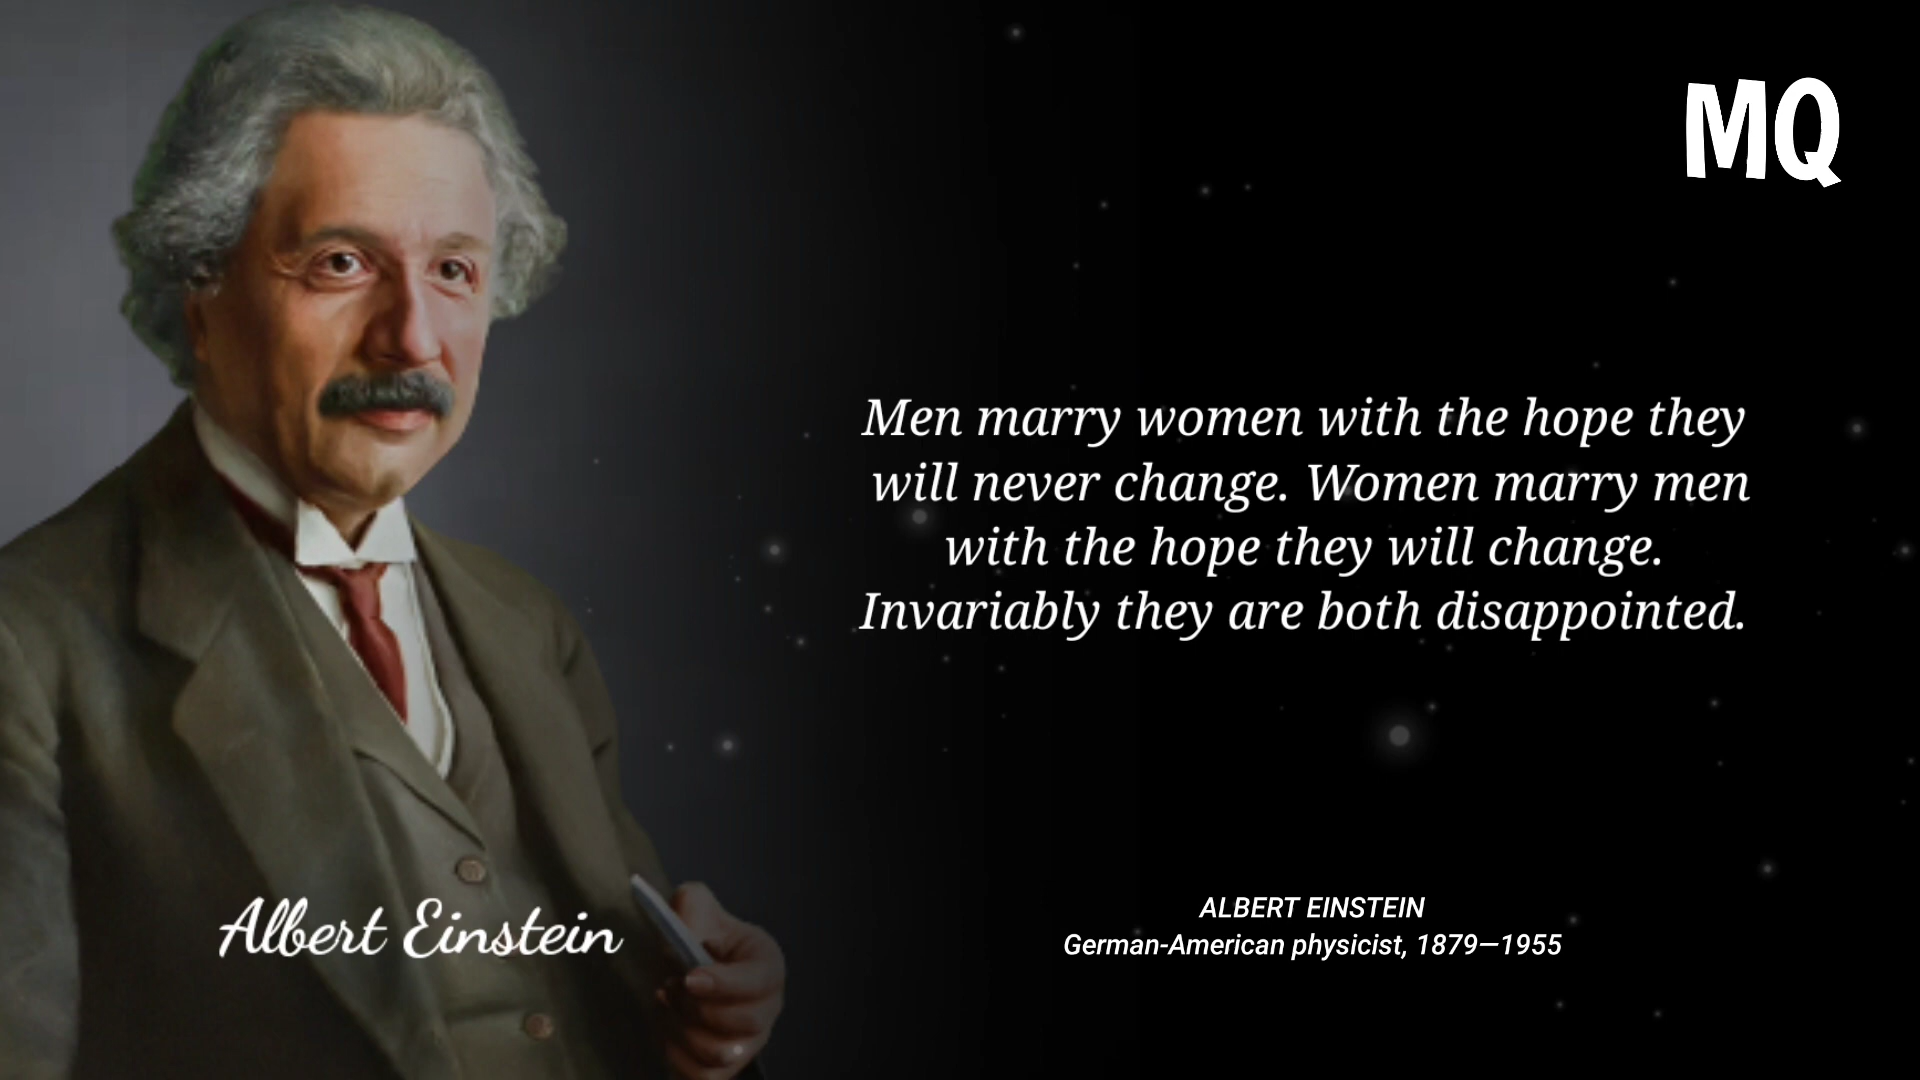 MQ
Men marry women with the hope they
will never change. Women marry men
with the hope they will change.
Invariably they are both disappointed.
Albert Einstein
ALBERT EINSTEIN
German-American physicist, 1879—1955